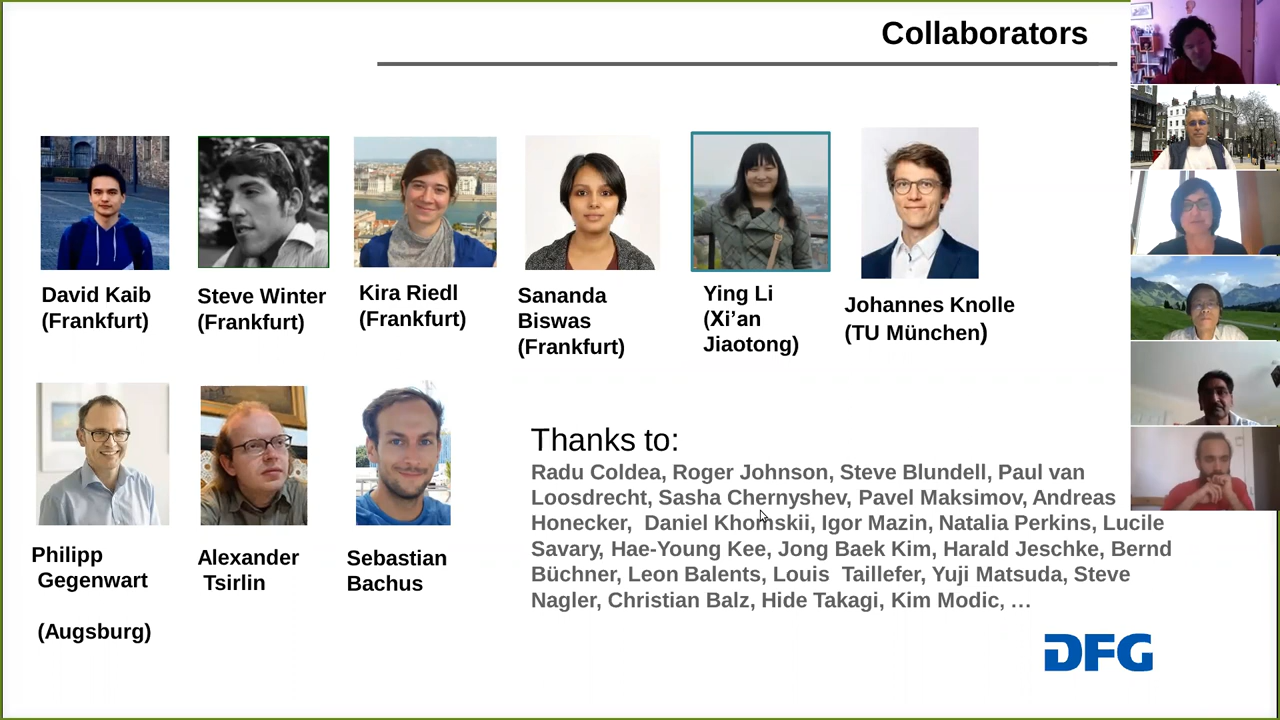 Collaborators
David Kaib
(Frankfurt)
Steve Winter
(Frankfurt)
Kira Riedl
(Frankfurt)
Sananda
Biswas
(Frankfurt)
Ying Li
(Xi’an
Jiaotong)
Johannes Knolle
(TU München)
Philipp
Gegenwart
(Augsburg)
Alexander
Tsirlin
Sebastian
Bachus
Thanks to:
Radu Coldea, Roger Johnson, Steve Blundell, Paul van
Loosdrecht, Sasha Chernyshev, Pavel Maksimov, Andreas
Honecker, Daniel Khomskii, Igor Mazin, Natalia Perkins, Lucile
Savary, Hae-Young Kee, Jong Baek Kim, Harald Jeschke, Bernd
Büchner, Leon Balents, Louis Taillefer, Yuji Matsuda, Steve
Nagler, Christian Balz, Hide Takagi, Kim Modic, …
DFG